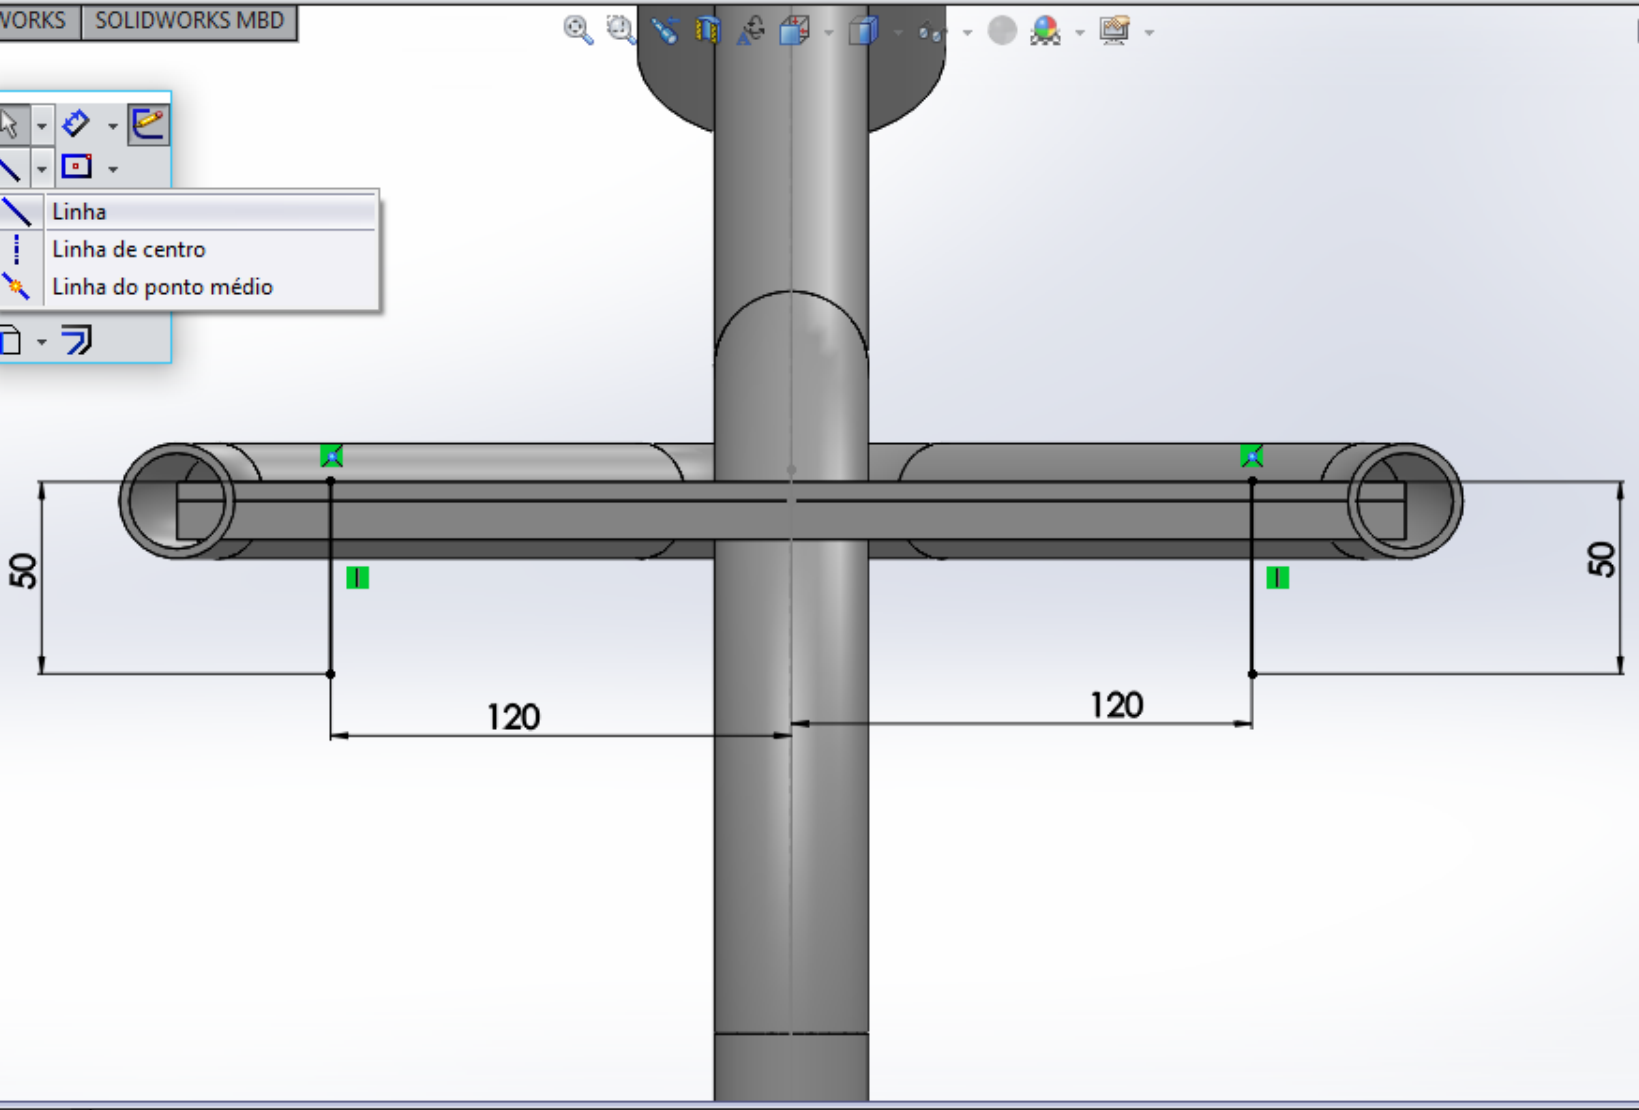 WORKS
SOLIDWORKS MBD
Linha
Linha de centro
Linha do ponto médio
50
50
120
120